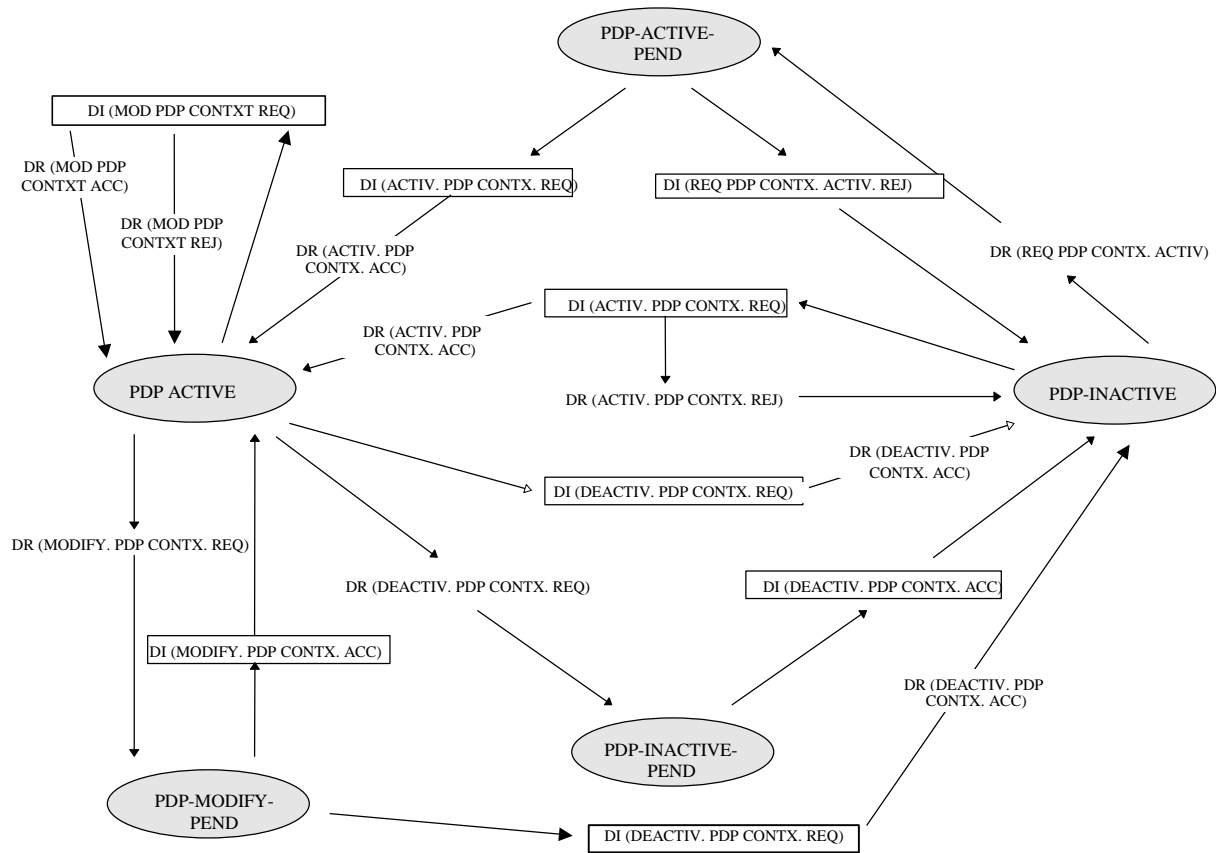 PDP-ACTIVE-
PEND
DI (MOD PDP CONTXT REQ)
DR (MOD PDP
CONTXT ACC)
DI (ACTIV. PDP CONTX. REQ)
DI (REQ PDP CONTX. ACTIV. REJ)
DR (MOD PDP
CONTXT REJ)
DR (ACTIV. PDP
CONTX. ACC)
DR (REQ PDP CONTX. ACTIV)
DI (ACTIV. PDP CONTX. REQ)
DR (ACTIV. PDP
CONTX. ACC)
PDP ACTIVE
DR (ACTIV. PDP CONTX. REJ)
PDP-INACTIVE
DR (DEACTIV. PDP
CONTX. ACC)
DI (DEACTIV. PDP CONTX. REQ)
DR (MODIFY. PDP CONTX. REQ)
DR (DEACTIV. PDP CONTX. REQ)
DI (DEACTIV. PDP CONTX. ACC)
DI (MODIFY. PDP CONTX. ACC)
DR (DEACTIV. PDP
CONTX. ACC)
PDP-INACTIVE-
PEND
PDP-MODIFY-
PEND
DI (DEACTIV. PDP CONTX. REQ)